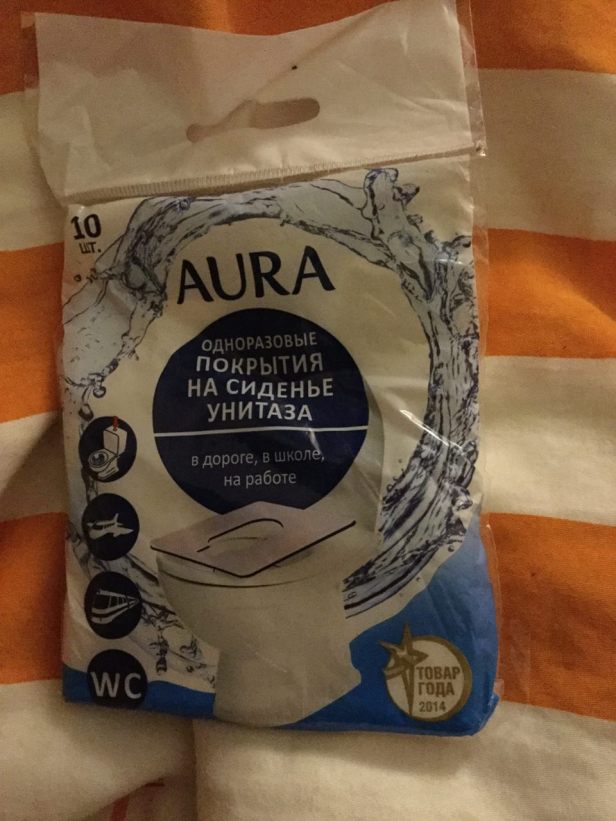 10
ШТ.
AURA
ОДНОРАЗОВЫЕ
ПОКРЫТИЯ
НА СИДЕНЬЕ
УНИТАЗА
в дороге, в школе,
на работе
WC
ТОВАР
ГОДА
2014